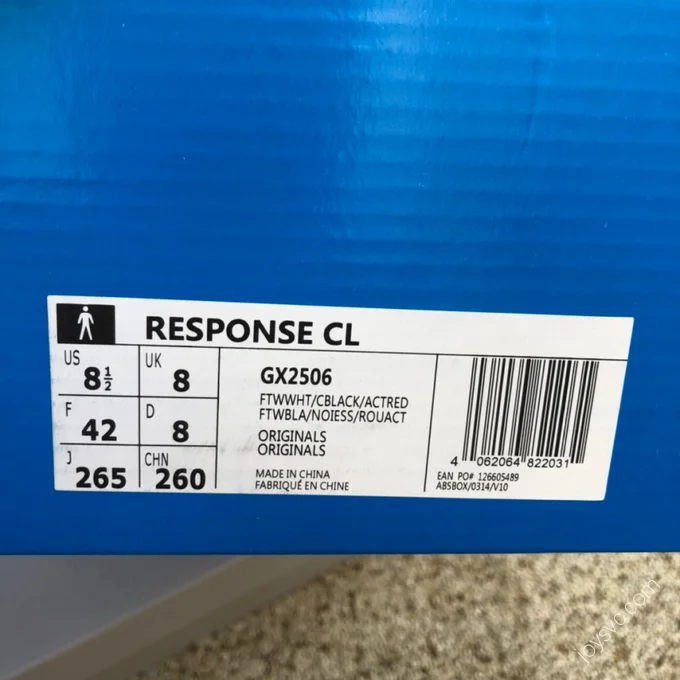 RESPONSE CL
US
8½
UK
8
F
42
D
8
J
265
CHN
260
GX2506
FTWWHT/CBLACK/ACTRED
FTWBLA/NOIESS/ROUACT
ORIGINALS
ORIGINALS
MADE IN CHINA
FABRIQUÉ EN CHINE
4 062064 822031
EAN PO# 126605489
ABSBOX/0314/V10